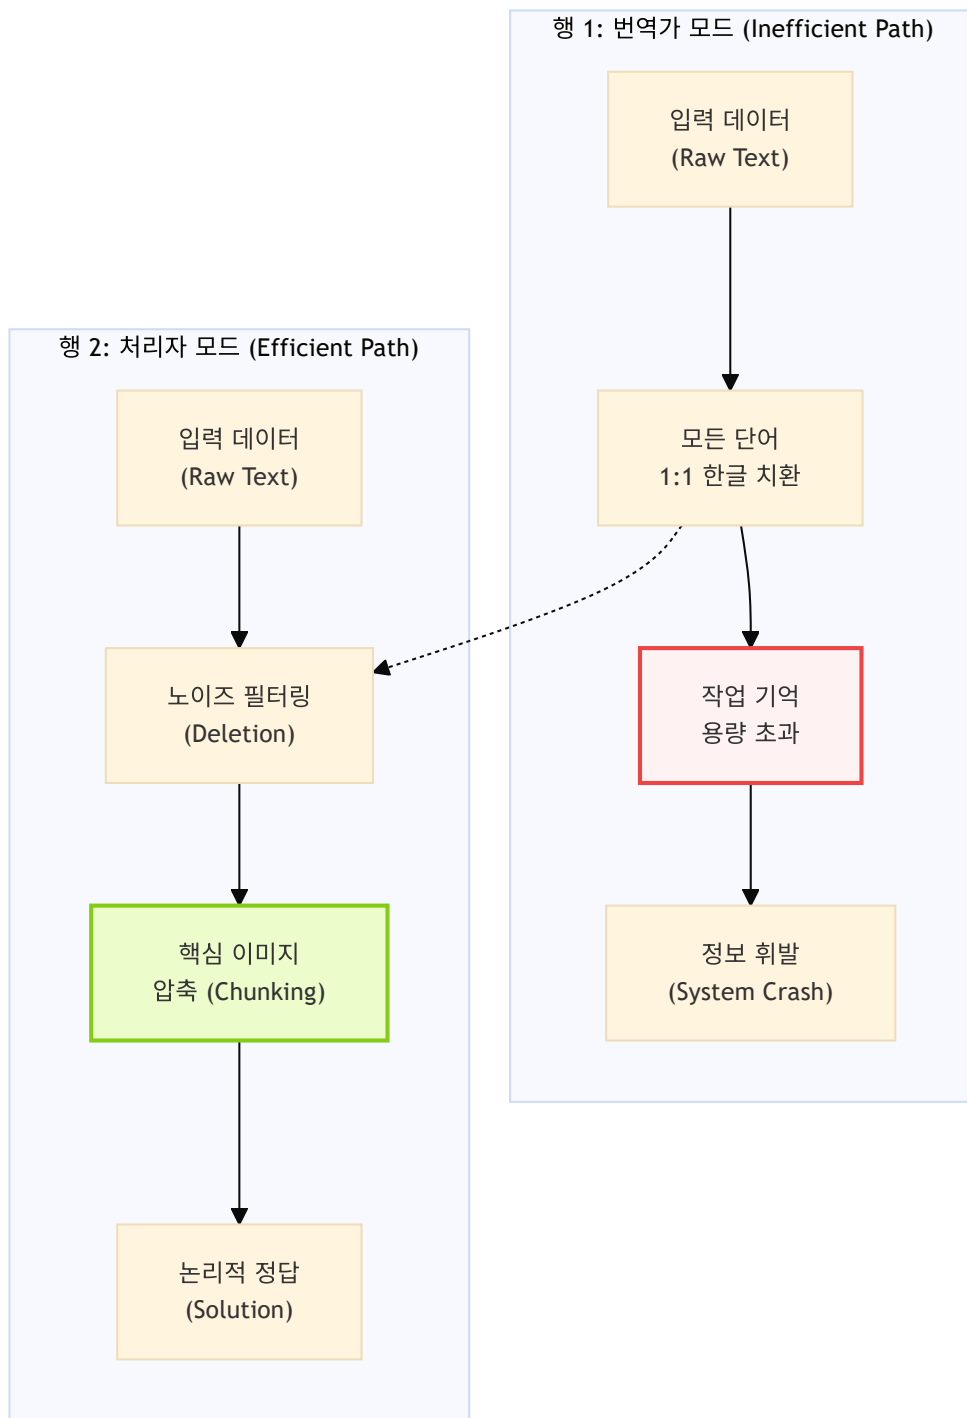 행 1: 번역가 모드 (Inefficient Path)
입력 데이터
(Raw Text)
모든 단어
1:1 한글 치환
작업 기억
용량 초과
정보 휘발
(System Crash)
행 2: 처리자 모드 (Efficient Path)
입력 데이터
(Raw Text)
노이즈 필터링
(Deletion)
핵심 이미지
압축 (Chunking)
논리적 정답
(Solution)